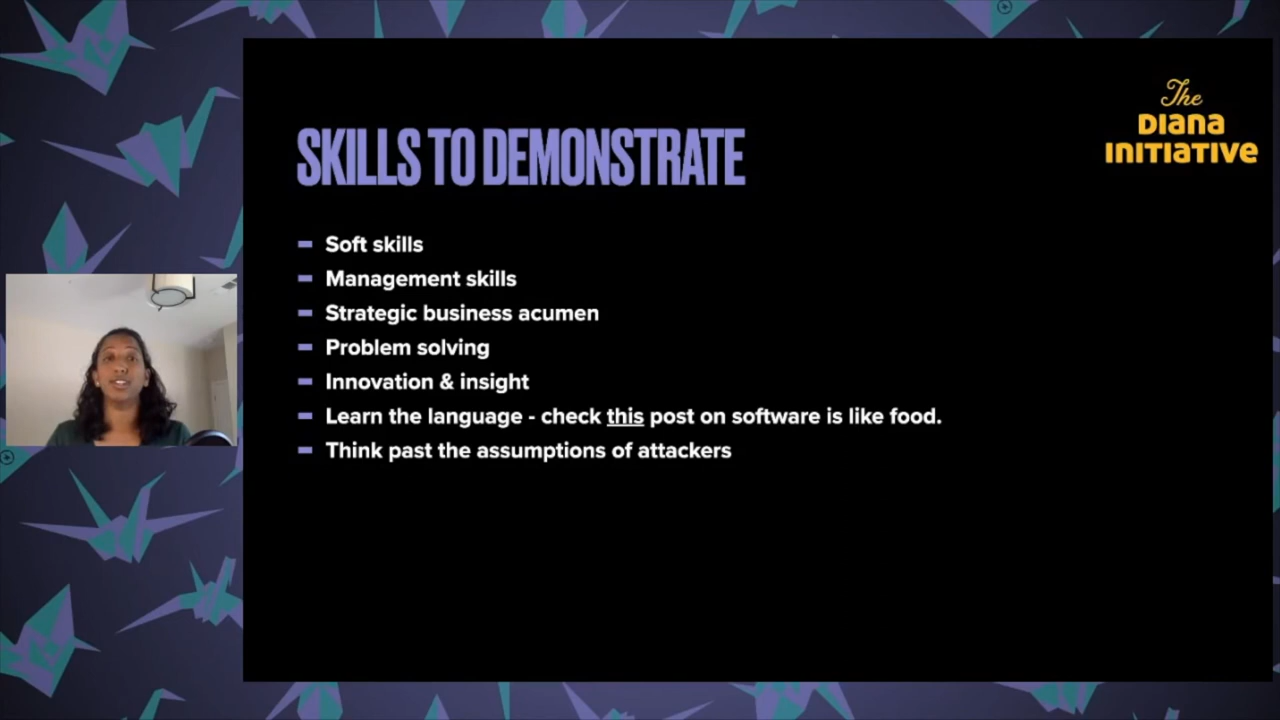 The
DIANA
INITIATIVE
SKILLS TO DEMONSTRATE
Soft skills
Management skills
Strategic business acumen
Problem solving
Innovation & insight
Learn the language - check this post on software is like food.
Think past the assumptions of attackers